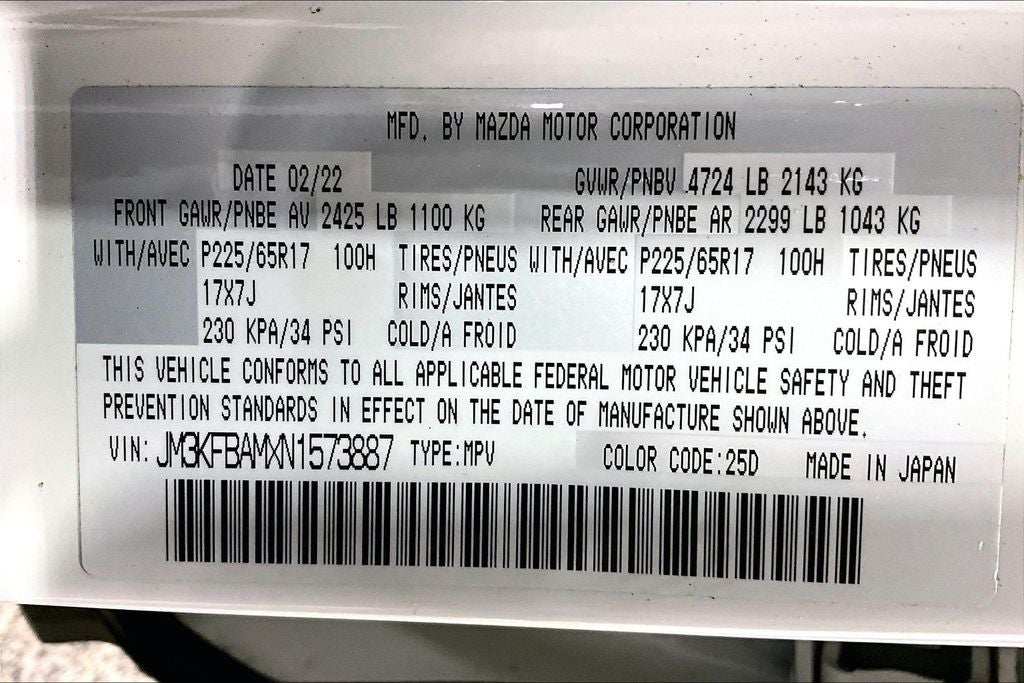 MFD. BY MAZDA MOTOR CORPORATION
DATE 02/22 GVWR/PNBV 4724 LB 2143 KG
FRONT GAWR/PNBE AV 2425 LB 1100 KG REAR GAWR/PNBE AR 2299 LB 1043 KG
WITH/AVEC P225/65R17 100H TIRES/PNEUS WITH/AVEC P225/65R17 100H TIRES/PNEUS
17X7J RIMS/JANTES 17X7J RIMS/JANTES
230 KPA/34 PSI COLD/A FROID 230 KPA/34 PSI COLD/A FROID
THIS VEHICLE CONFORMS TO ALL APPLICABLE FEDERAL MOTOR VEHICLE SAFETY AND THEFT
PREVENTION STANDARDS IN EFFECT ON THE DATE OF MANUFACTURE SHOWN ABOVE.
VIN: JM3KFBAMXN1573887 TYPE:MPV COLOR CODE:25D MADE IN JAPAN